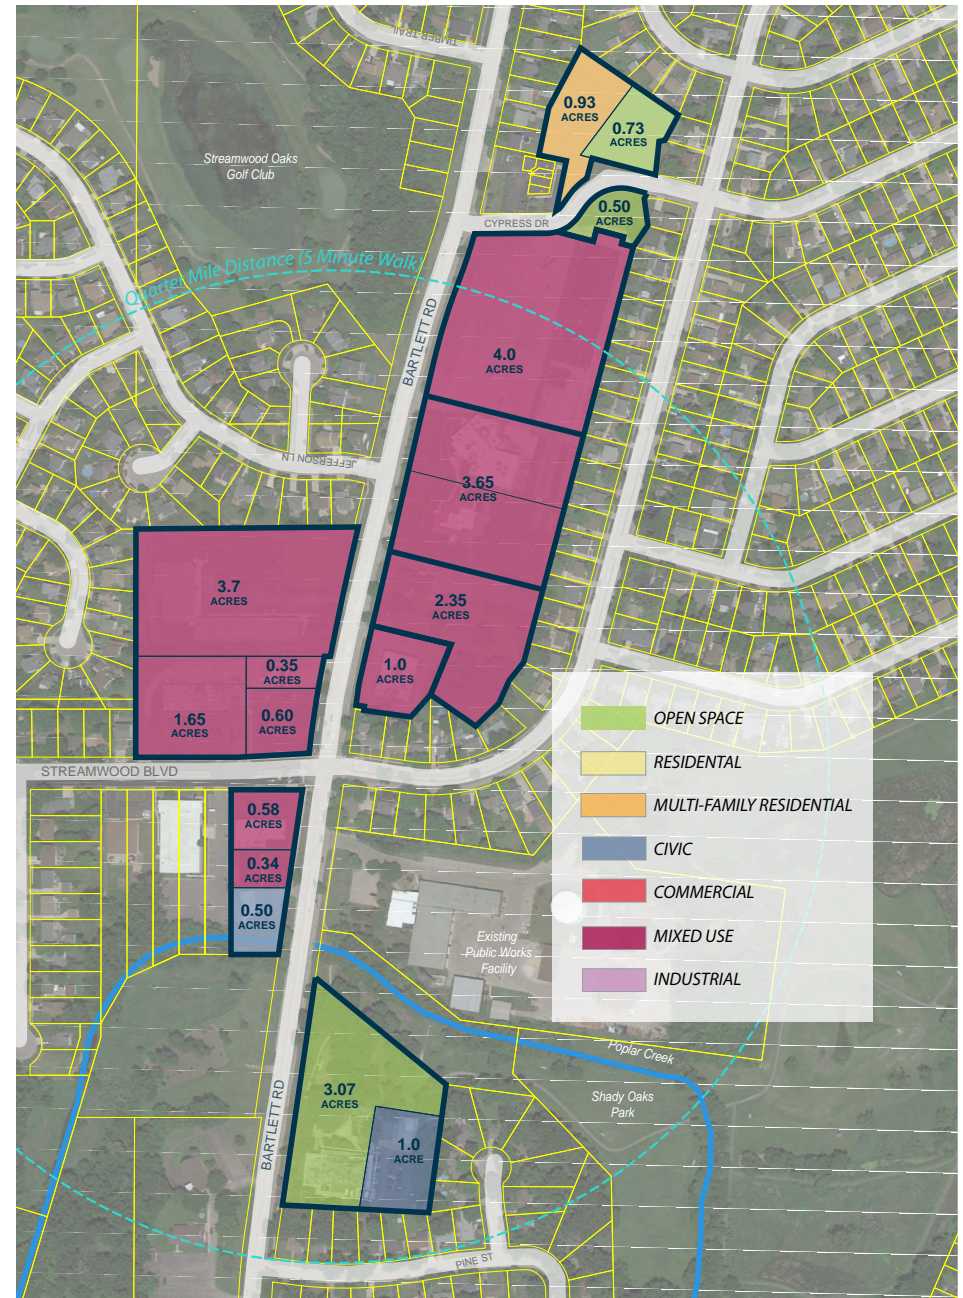 TIMBER TRAIL
0.93
ACRES
0.73
ACRES
Streamwood Oaks
Golf Club
0.50
ACRES
CYPRESS DR
Quarter Mile Distance (5 Minute Walk)
BARTLETT RD
4.0
ACRES
JEFFERSON LN
3.65
ACRES
3.7
ACRES
2.35
ACRES
1.0
ACRES
0.35
ACRES
1.65
ACRES
0.60
ACRES
STREAMWOOD BLVD
OPEN SPACE
RESIDENTAL
MULTI-FAMILY RESIDENTIAL
CIVIC
COMMERCIAL
MIXED USE
INDUSTRIAL
0.58
ACRES
0.34
ACRES
0.50
ACRES
Existing
Public Works
Facility
Poplar Creek
Shady Oaks
Park
3.07
ACRES
1.0
ACRE
BARTLETT RD
PINE ST